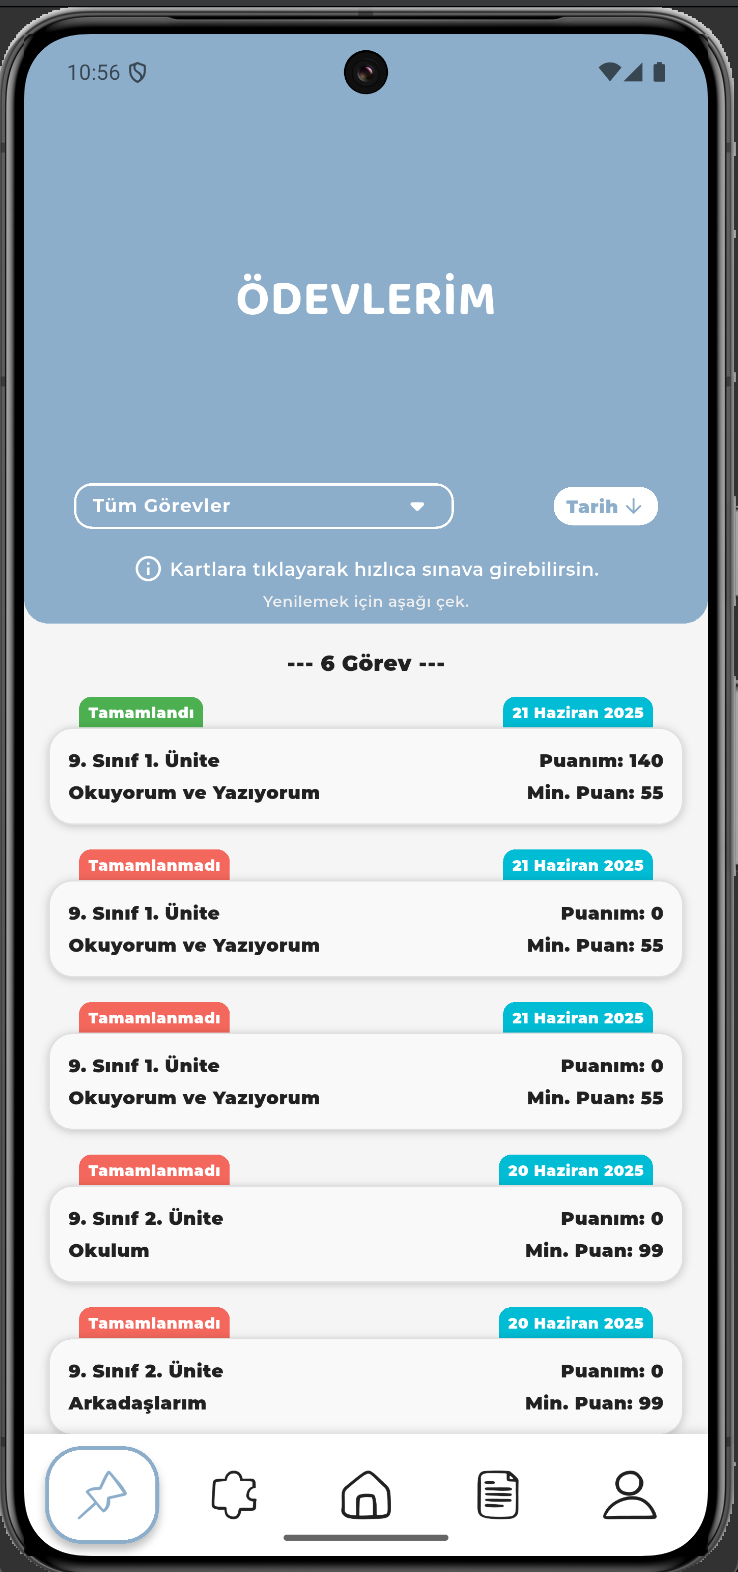 10:56
ÖDEVLERİM
Tüm Görevler
Tarih ↓
Kartlara tıklayarak hızlıca sınava girebilirsin.
Yenilemek için aşağı çek.
--- 6 Görev ---
Tamamlandı 21 Haziran 2025
9. Sınıf 1. Ünite Puanım: 140
Okuyorum ve Yazıyorum Min. Puan: 55
Tamamlanmadı 21 Haziran 2025
9. Sınıf 1. Ünite Puanım: 0
Okuyorum ve Yazıyorum Min. Puan: 55
Tamamlanmadı 21 Haziran 2025
9. Sınıf 1. Ünite Puanım: 0
Okuyorum ve Yazıyorum Min. Puan: 55
Tamamlanmadı 20 Haziran 2025
9. Sınıf 2. Ünite Puanım: 0
Okulum Min. Puan: 99
Tamamlanmadı 20 Haziran 2025
9. Sınıf 2. Ünite Puanım: 0
Arkadaşlarım Min. Puan: 99